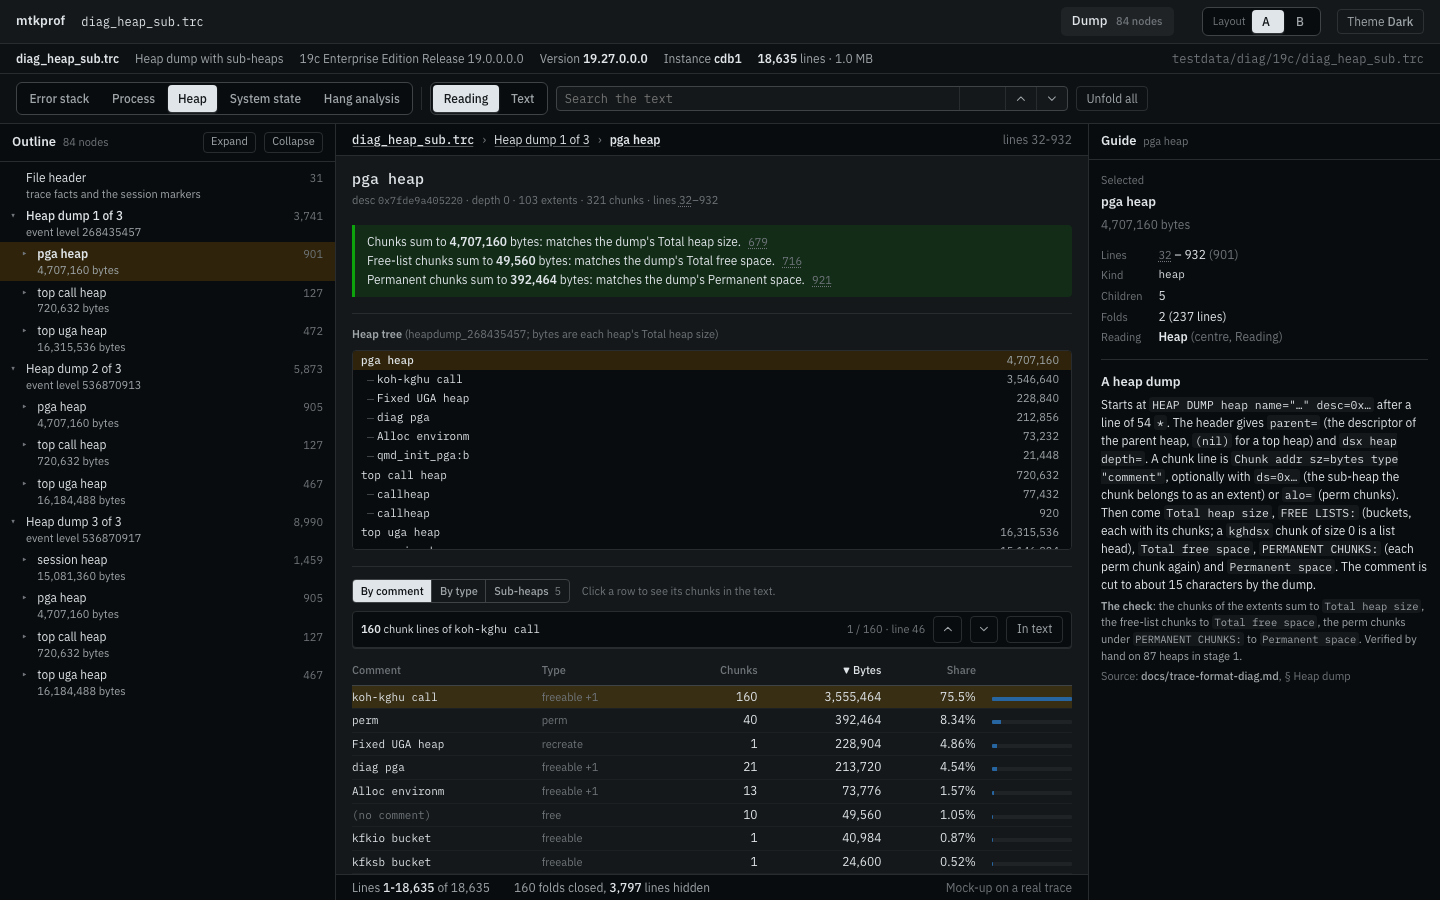 mtkprof diag_heap_sub.trc Dump 84 nodes Layout A B Theme Dark
diag_heap_sub.trc Heap dump with sub-heaps 19c Enterprise Edition Release 19.0.0.0.0 Version 19.27.0.0.0 Instance cdb1 18,635 lines · 1.0 MB testdata/diag/19c/diag_heap_sub.trc
Error stack Process Heap System state Hang analysis Reading Text Search the text Unfold all
Outline 84 nodes Expand Collapse
File header 31
trace facts and the session markers
Heap dump 1 of 3 3,741
event level 268435457
pga heap 901
4,707,160 bytes
top call heap 127
720,632 bytes
top uga heap 472
16,315,536 bytes
Heap dump 2 of 3 5,873
event level 536870913
pga heap 905
4,707,160 bytes
top call heap 127
720,632 bytes
top uga heap 467
16,184,488 bytes
Heap dump 3 of 3 8,990
event level 536870917
session heap 1,459
15,081,360 bytes
pga heap 905
4,707,160 bytes
top call heap 127
720,632 bytes
top uga heap 467
16,184,488 bytes
diag_heap_sub.trc › Heap dump 1 of 3 › pga heap lines 32-932
pga heap
desc 0x7fde9a405220 · depth 0 · 103 extents · 321 chunks · lines 32–932
Chunks sum to 4,707,160 bytes: matches the dump's Total heap size. 679
Free-list chunks sum to 49,560 bytes: matches the dump's Total free space. 716
Permanent chunks sum to 392,464 bytes: matches the dump's Permanent space. 921
Heap tree (heapdump_268435457; bytes are each heap's Total heap size)
pga heap 4,707,160
— koh-kghu call 3,546,640
— Fixed UGA heap 228,840
— diag pga 212,856
— Alloc environm 73,232
— qmd_init_pga:b 21,448
top call heap 720,632
— callheap 77,432
— callheap 920
top uga heap 16,315,536
By comment By type Sub-heaps 5 Click a row to see its chunks in the text.
160 chunk lines of koh-kghu call 1 / 160 · line 46 In text
Comment Type Chunks ▼ Bytes Share
koh-kghu call freeable +1 160 3,555,464 75.5%
perm perm 40 392,464 8.34%
Fixed UGA heap recreate 1 228,904 4.86%
diag pga freeable +1 21 213,720 4.54%
Alloc environm freeable +1 13 73,776 1.57%
(no comment) free 10 49,560 1.05%
kfkio bucket freeable 1 40,984 0.87%
kfksb bucket freeable 1 24,600 0.52%
Lines 1-18,635 of 18,635 160 folds closed, 3,797 lines hidden Mock-up on a real trace
Guide pga heap
Selected
pga heap
4,707,160 bytes
Lines 32 – 932 (901)
Kind heap
Children 5
Folds 2 (237 lines)
Reading Heap (centre, Reading)
A heap dump
Starts at HEAP DUMP heap name="…" desc=0x… after a
line of 54 *. The header gives parent= (the descriptor of
the parent heap, (nil) for a top heap) and dsx heap
depth=. A chunk line is Chunk addr sz=bytes type
"comment", optionally with ds=0x… (the sub-heap the
chunk belongs to as an extent) or alo= (perm chunks).
Then come Total heap size, FREE LISTS: (buckets,
each with its chunks; a kghdsx chunk of size 0 is a list
head), Total free space, PERMANENT CHUNKS: (each
perm chunk again) and Permanent space. The comment is
cut to about 15 characters by the dump.
The check: the chunks of the extents sum to Total heap size,
the free-list chunks to Total free space, the perm chunks
under PERMANENT CHUNKS: to Permanent space. Verified by
hand on 87 heaps in stage 1.
Source: docs/trace-format-diag.md, § Heap dump